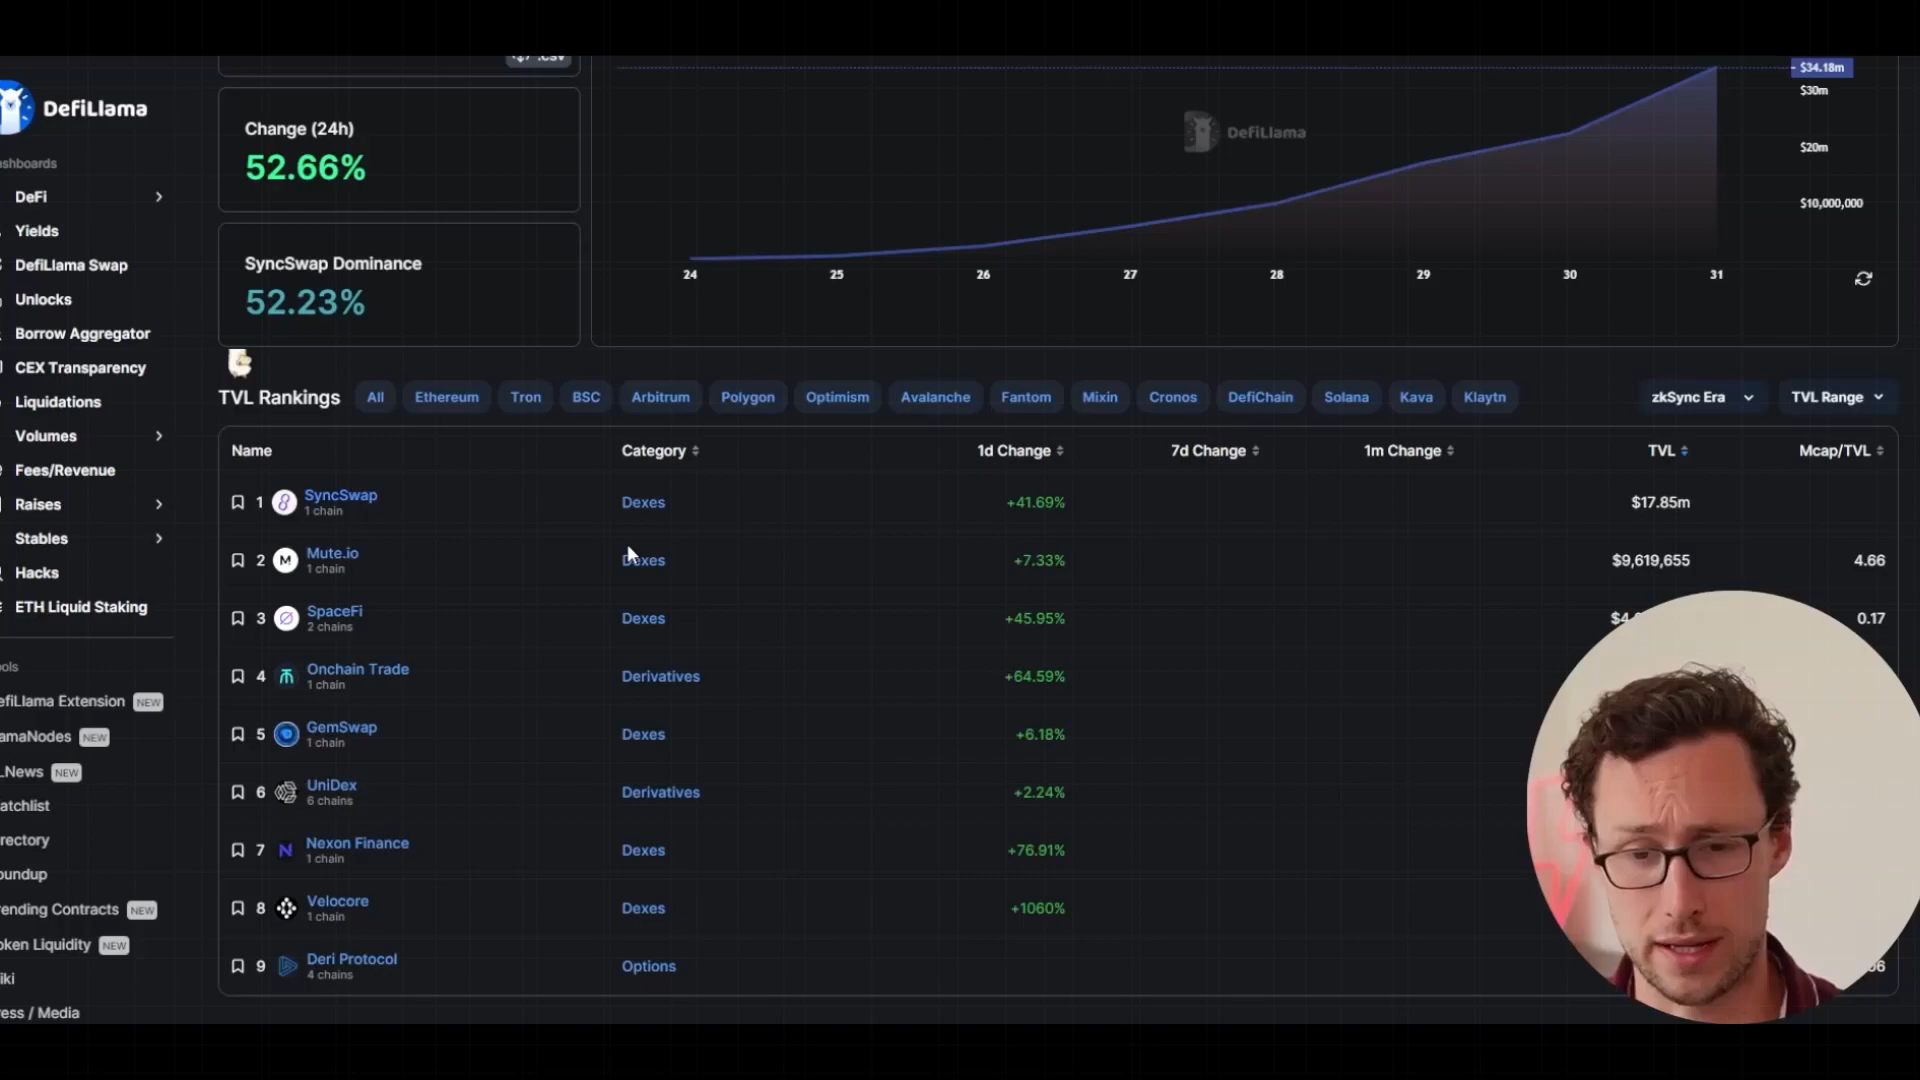 DefiLlama
Change (24h)
52.66%
SyncSwap Dominance
52.23%
$34.18m
$30m
$20m
$10,000,000
DefiLlama
24 25 26 27 28 29 30 31
DeFi
Yields
DefiLlama Swap
Unlocks
Borrow Aggregator
CEX Transparency
Liquidations
Volumes
Fees/Revenue
Raises
Stables
Hacks
ETH Liquid Staking
Extension NEW
NEW
NEW
Contracts NEW
Liquidity NEW
/ Media
TVL Rankings All Ethereum Tron BSC Arbitrum Polygon Optimism Avalanche Fantom Mixin Cronos DefiChain Solana Kava Klaytn zkSync Era TVL Range
Name Category 1d Change 7d Change 1m Change TVL Mcap/TVL
1 SyncSwap Dexes +41.69% $17.85m
1 chain
2 Mute.io Dexes +7.33% $9,619,655 4.66
1 chain
3 SpaceFi Dexes +45.95% 0.17
2 chains
4 Onchain Trade Derivatives +64.59%
1 chain
5 GemSwap Dexes +6.18%
1 chain
6 UniDex Derivatives +2.24%
6 chains
7 Nexon Finance Dexes +76.91%
1 chain
8 Velocore Dexes +1060%
1 chain
9 Deri Protocol Options
4 chains